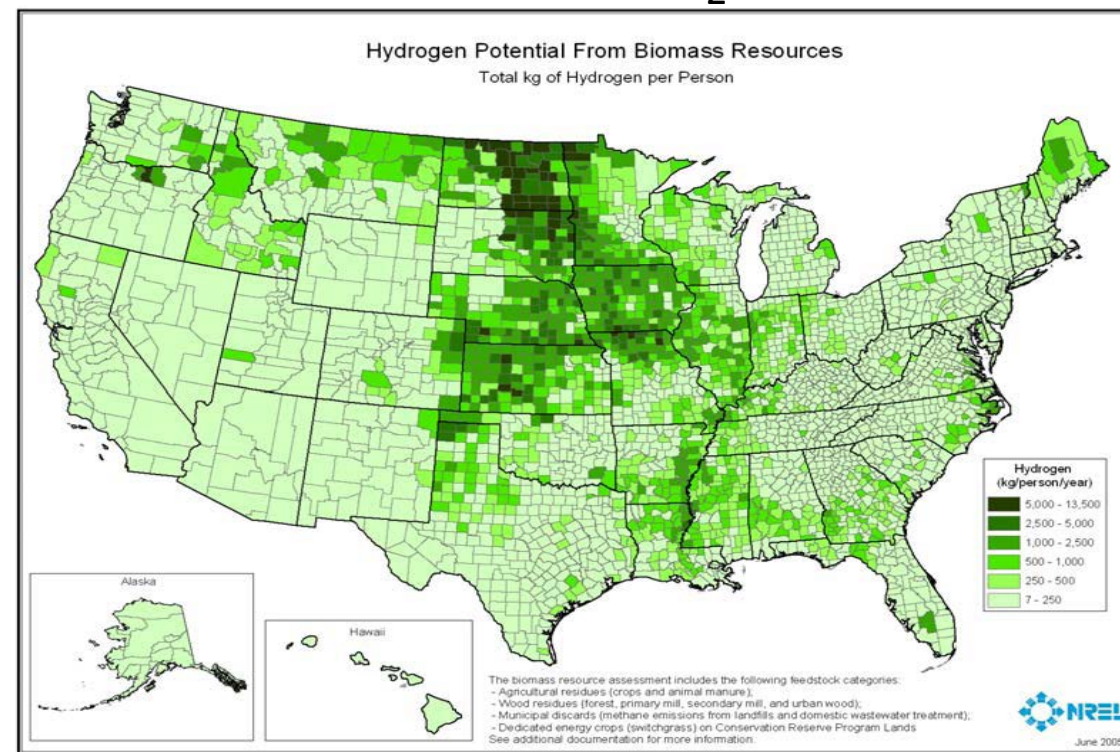 2
Hydrogen Potential From Biomass Resources
Total kg of Hydrogen per Person
Hydrogen
(kg/person/year)
5,000 - 13,500
2,500 - 5,000
1,000 - 2,500
500 - 1,000
250 - 500
7 - 250
Alaska
Hawaii
The biomass resource assessment includes the following feedstock categories:
- Agricultural residues (crops and animal manure);
- Wood residues (forest, primary mill, secondary mill, and urban wood);
- Municipal discards (methane emissions from landfills and domestic wastewater treatment);
- Dedicated energy crops (switchgrass) on Conservation Reserve Program Lands
See additional documentation for more information.
NREL
June 2005